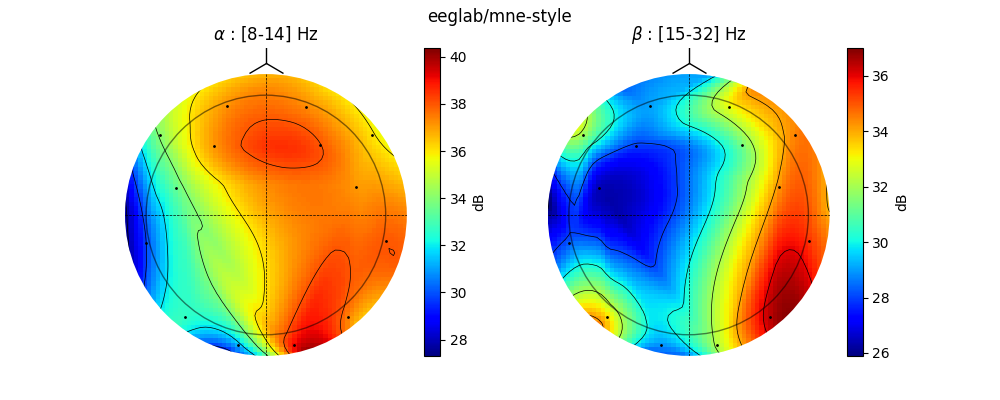 eeglab/mne-style
α : [8-14] Hz
β : [15-32] Hz
40
38
36
34
32
30
28
dB
36
34
32
30
28
26
dB